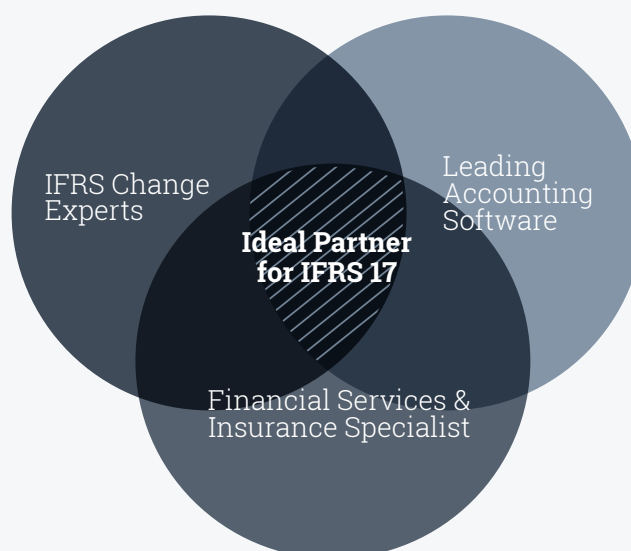 IFRS Change
Experts
Leading
Accounting
Software
Ideal Partner
for IFRS 17
Financial Services &
Insurance Specialist